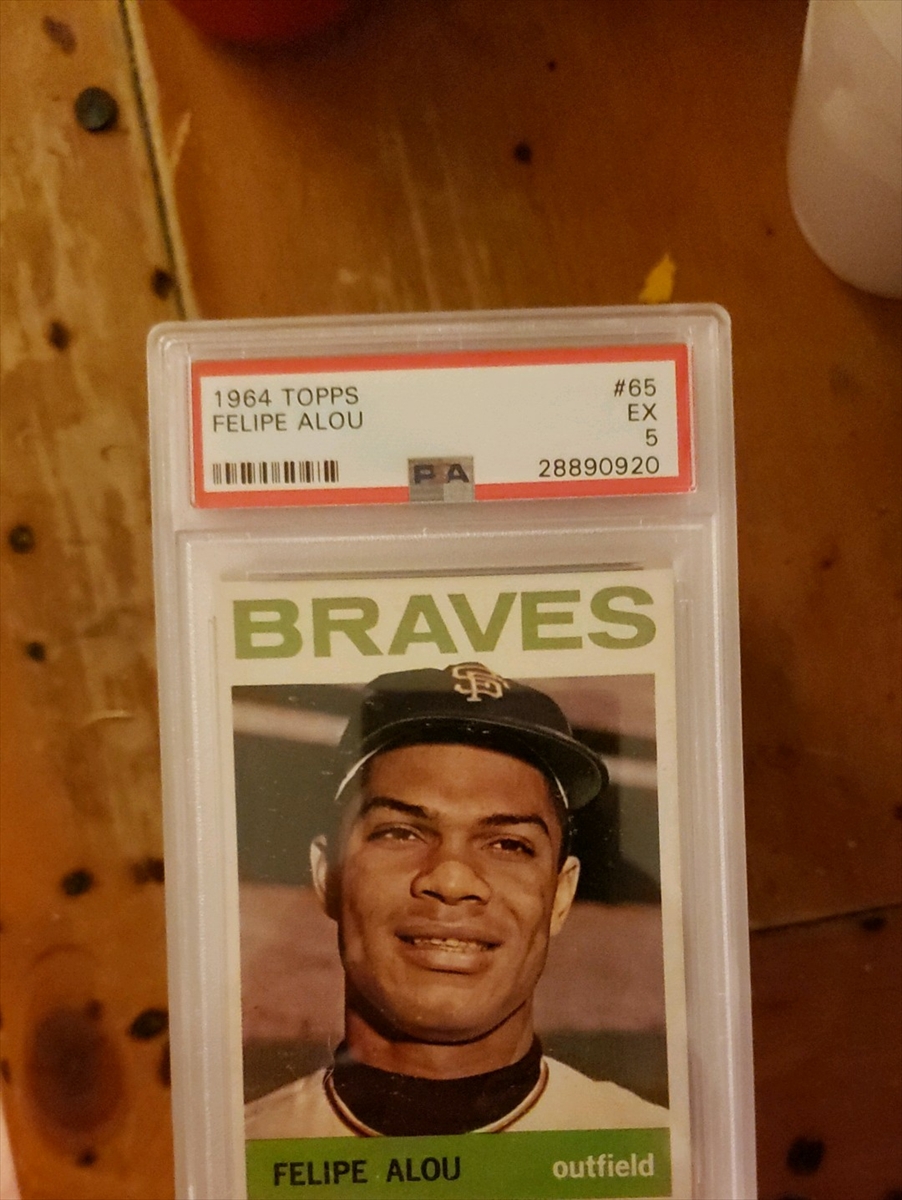 1964 TOPPS #65
FELIPE ALOU EX
5
PSA 28890920
BRAVES
SF
FELIPE ALOU outfield